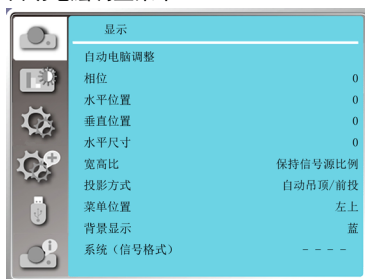 显示
自动电脑调整
相位 0
水平位置 0
垂直位置 0
水平尺寸 0
宽高比 保持信号源比例
投影方式 自动吊顶/前投
菜单位置 左上
背景显示 蓝
系统（信号格式） ----